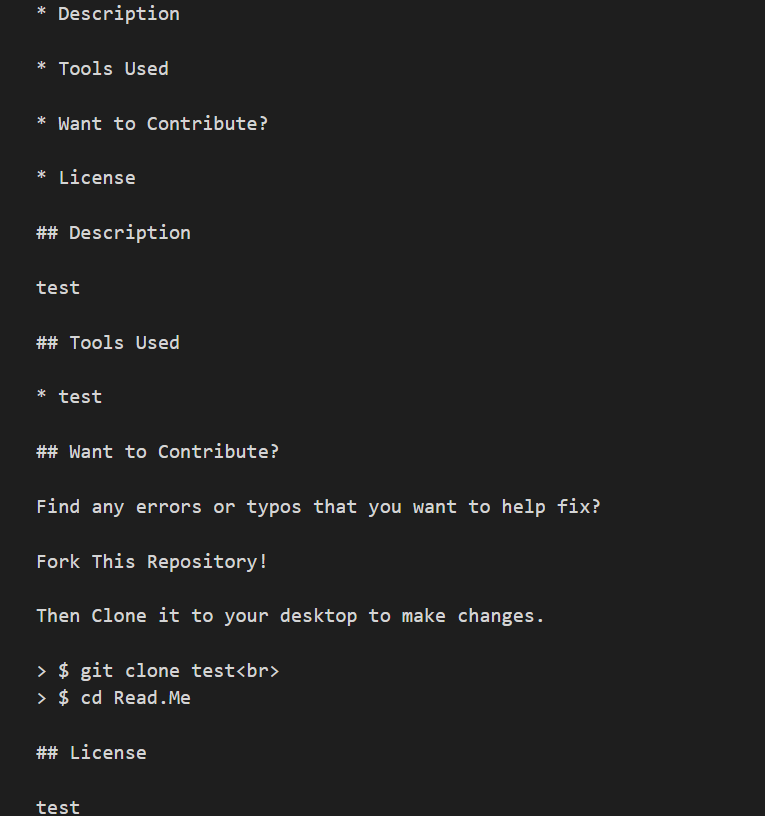 * Description
* Tools Used
* Want to Contribute?
* License
## Description
test
## Tools Used
* test
## Want to Contribute?
Find any errors or typos that you want to help fix?
Fork This Repository!
Then Clone it to your desktop to make changes.
> $ git clone test<br>
> $ cd Read.Me
## License
test